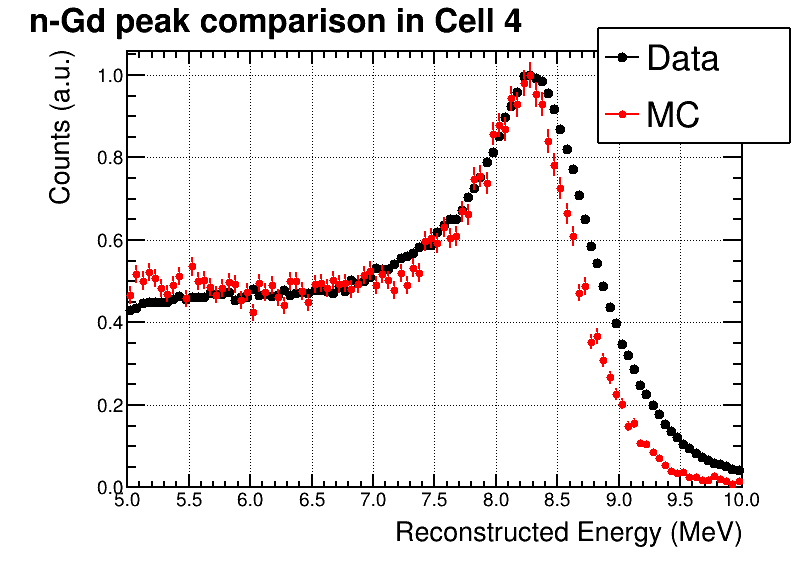 n-Gd peak comparison in Cell 4
Data
MC
Counts (a.u.)
1.0
0.8
0.6
0.4
0.2
0.0
5.0 5.5 6.0 6.5 7.0 7.5 8.0 8.5 9.0 9.5 10.0
Reconstructed Energy (MeV)